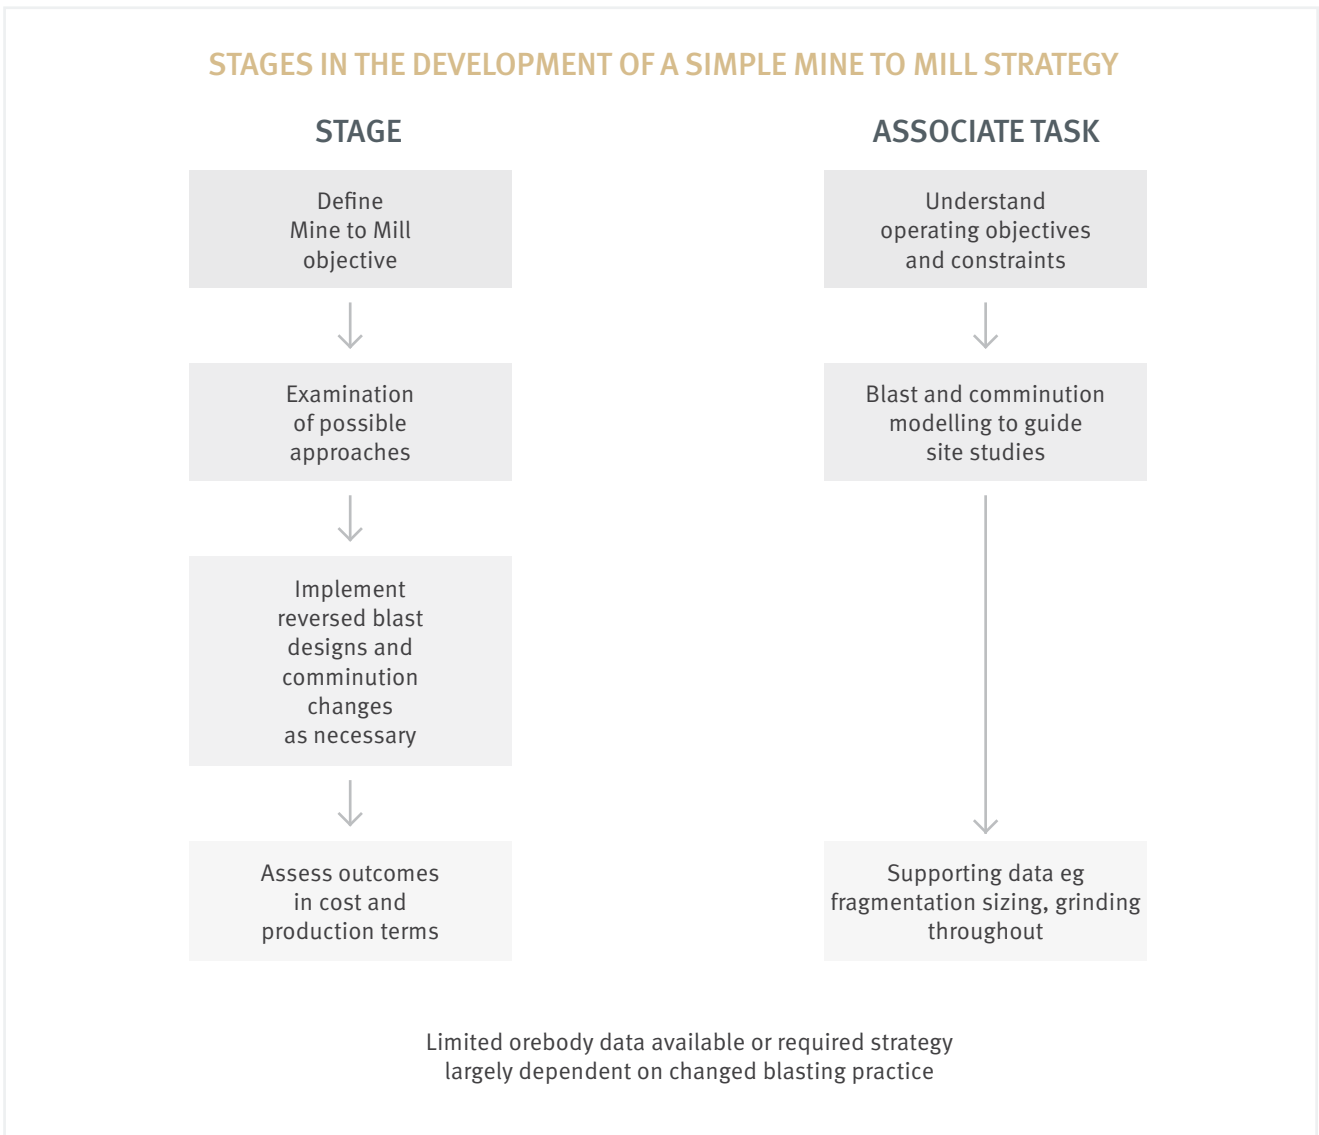 STAGES IN THE DEVELOPMENT OF A SIMPLE MINE TO MILL STRATEGY
STAGE
Define
Mine to Mill
objective
Examination
of possible
approaches
Implement
reversed blast
designs and
comminution
changes
as necessary
Assess outcomes
in cost and
production terms
ASSOCIATE TASK
Understand
operating objectives
and constraints
Blast and comminution
modelling to guide
site studies
Supporting data eg
fragmentation sizing, grinding
throughout
Limited orebody data available or required strategy
largely dependent on changed blasting practice